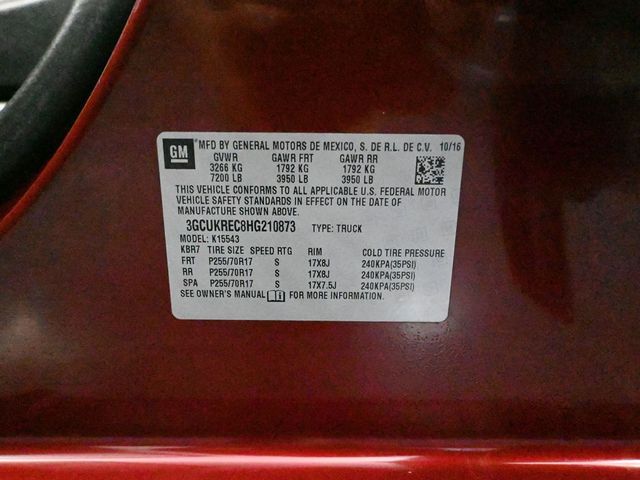 GM
MFD BY GENERAL MOTORS DE MEXICO, S. DE R.L. DE C.V. 10/16
GVWR GAWR FRT GAWR RR
3266 KG 1792 KG 1792 KG
7200 LB 3950 LB 3950 LB
THIS VEHICLE CONFORMS TO ALL APPLICABLE U.S. FEDERAL MOTOR
VEHICLE SAFETY STANDARDS IN EFFECT ON THE DATE OF
MANUFACTURE SHOWN ABOVE.
3GCUKREC8HG210873 TYPE: TRUCK
MODEL: K15543
KBR7 TIRE SIZE SPEED RTG RIM COLD TIRE PRESSURE
FRT P255/70R17 S 17X8J 240KPA(35PSI)
RR P255/70R17 S 17X8J 240KPA(35PSI)
SPA P255/70R17 S 17X7.5J 240KPA(35PSI)
SEE OWNER'S MANUAL FOR MORE INFORMATION.